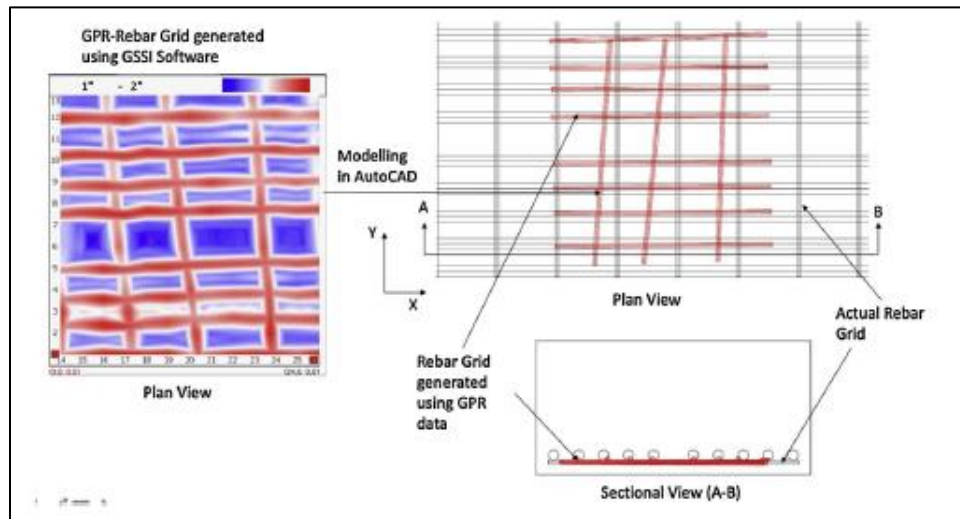 GPR-Rebar Grid generated
using GSSI Software
1" - 2"
13
12
11
10
9
8
7
6
5
4
3
2
4 15 16 17 18 19 20 21 22 23 24 25
Plan View
Modelling
in AutoCAD
A
B
Y
X
Plan View
Actual Rebar
Grid
Rebar Grid
generated
using GPR
data
Sectional View (A-B)